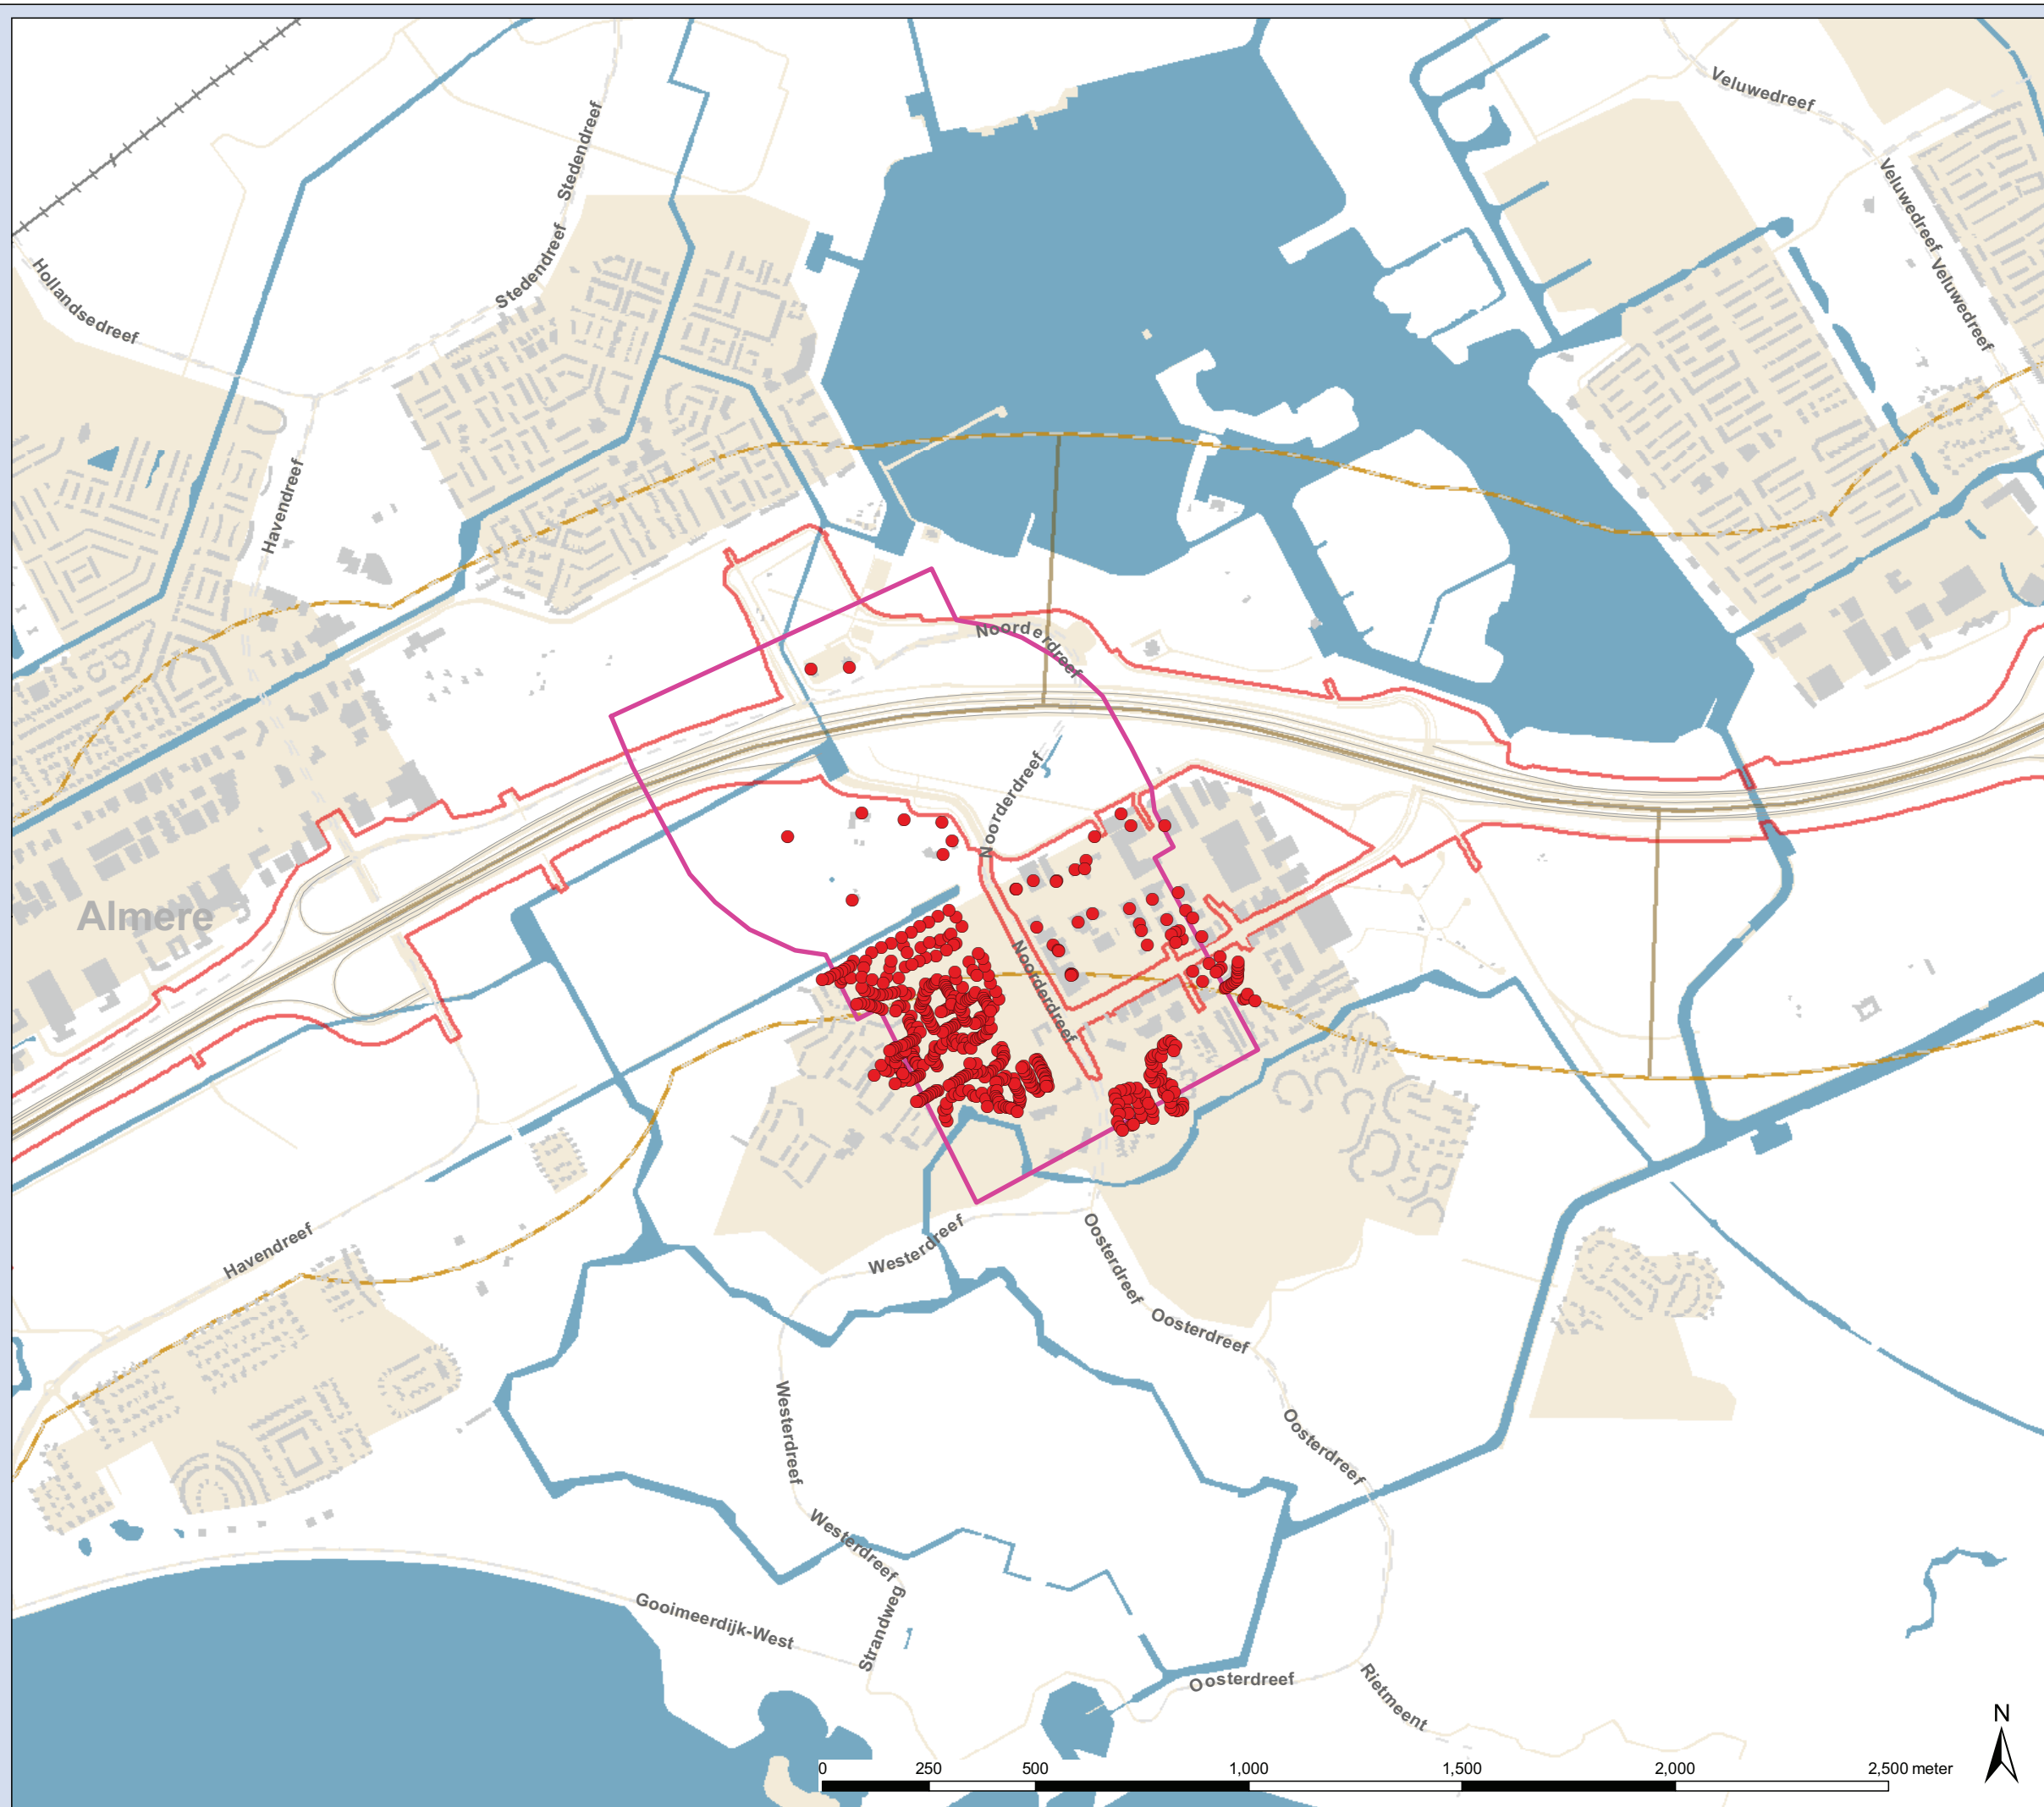 Veluwedreef
Stedendreef
Veluwedreef
Stedendreef
Hollandsedreef
Veluwedreef
Havendreef
Noorderdreef
Noorderdreef
Almere
Noorderdreef
Westerdreef
Oosterdreef
Havendreef
Oosterdreef
Westerdreef
Oosterdreef
Westerdreef
Gooimeerdijk-West
Strandweg
Oosterdreef
Rietmeent
N
0 250 500 1,000 1,500 2,000 2,500 meter